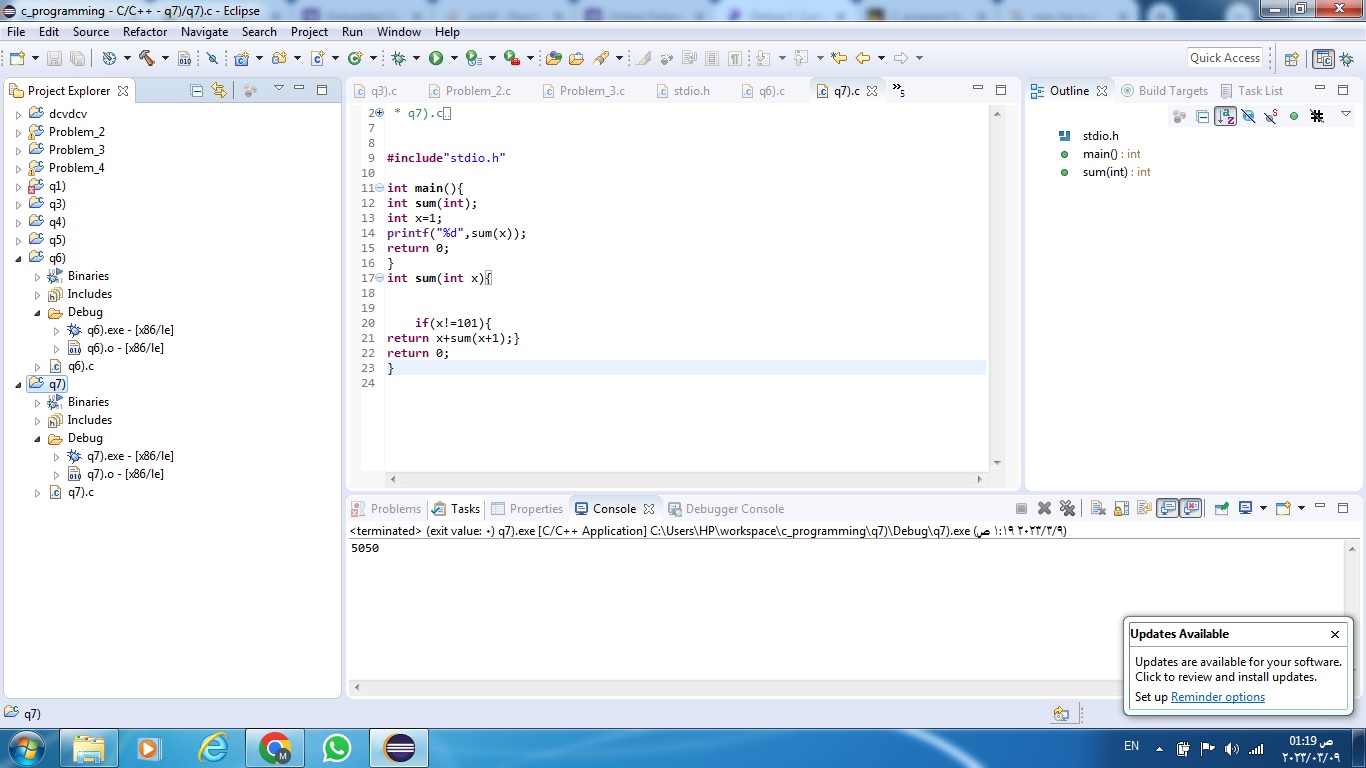 c_programming - C/C++ - q7)/q7).c - Eclipse
File Edit Source Refactor Navigate Search Project Run Window Help
Quick Access
Project Explorer
dcvdcv
Problem_2
Problem_3
Problem_4
q1)
q3)
q4)
q5)
q6)
Binaries
Includes
Debug
q6).exe - [x86/le]
q6).o - [x86/le]
q6).c
q7)
Binaries
Includes
Debug
q7).exe - [x86/le]
q7).o - [x86/le]
q7).c
q3).c Problem_2.c Problem_3.c stdio.h q6).c q7).c »5
2 * q7).c
7
8
9 #include"stdio.h"
10
11 int main(){
12 int sum(int);
13 int x=1;
14 printf("%d",sum(x));
15 return 0;
16 }
17 int sum(int x){
18
19
20 if(x!=101){
21 return x+sum(x+1);}
22 return 0;
23 }
24
Outline Build Targets Task List
stdio.h
main() : int
sum(int) : int
Problems Tasks Properties Console Debugger Console
<terminated> (exit value: ٠) q7).exe [C/C++ Application] C:\Users\HP\workspace\c_programming\q7)\Debug\q7).exe (٢٠٢٣/٣/٩ ١:١٩ ص)
5050
Updates Available
Updates are available for your software.
Click to review and install updates.
Set up Reminder options
q7)
EN
01:19 ص
٢٠٢٣/٠٣/٠٩